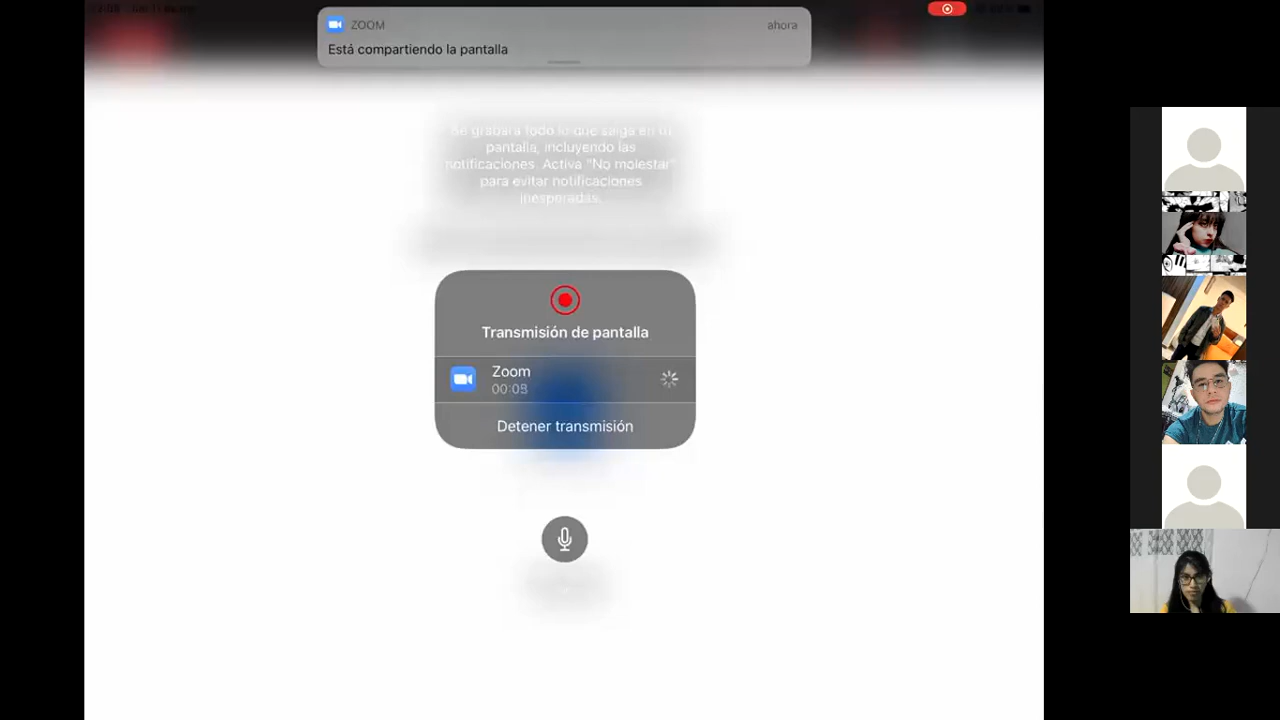 ZOOM
ahora
Está compartiendo la pantalla
Se grabará todo lo que salga en tu
pantalla, incluyendo las
notificaciones. Activa "No molestar"
para evitar notificaciones
inesperadas.
Transmisión de pantalla
Zoom
00:08
Detener transmisión